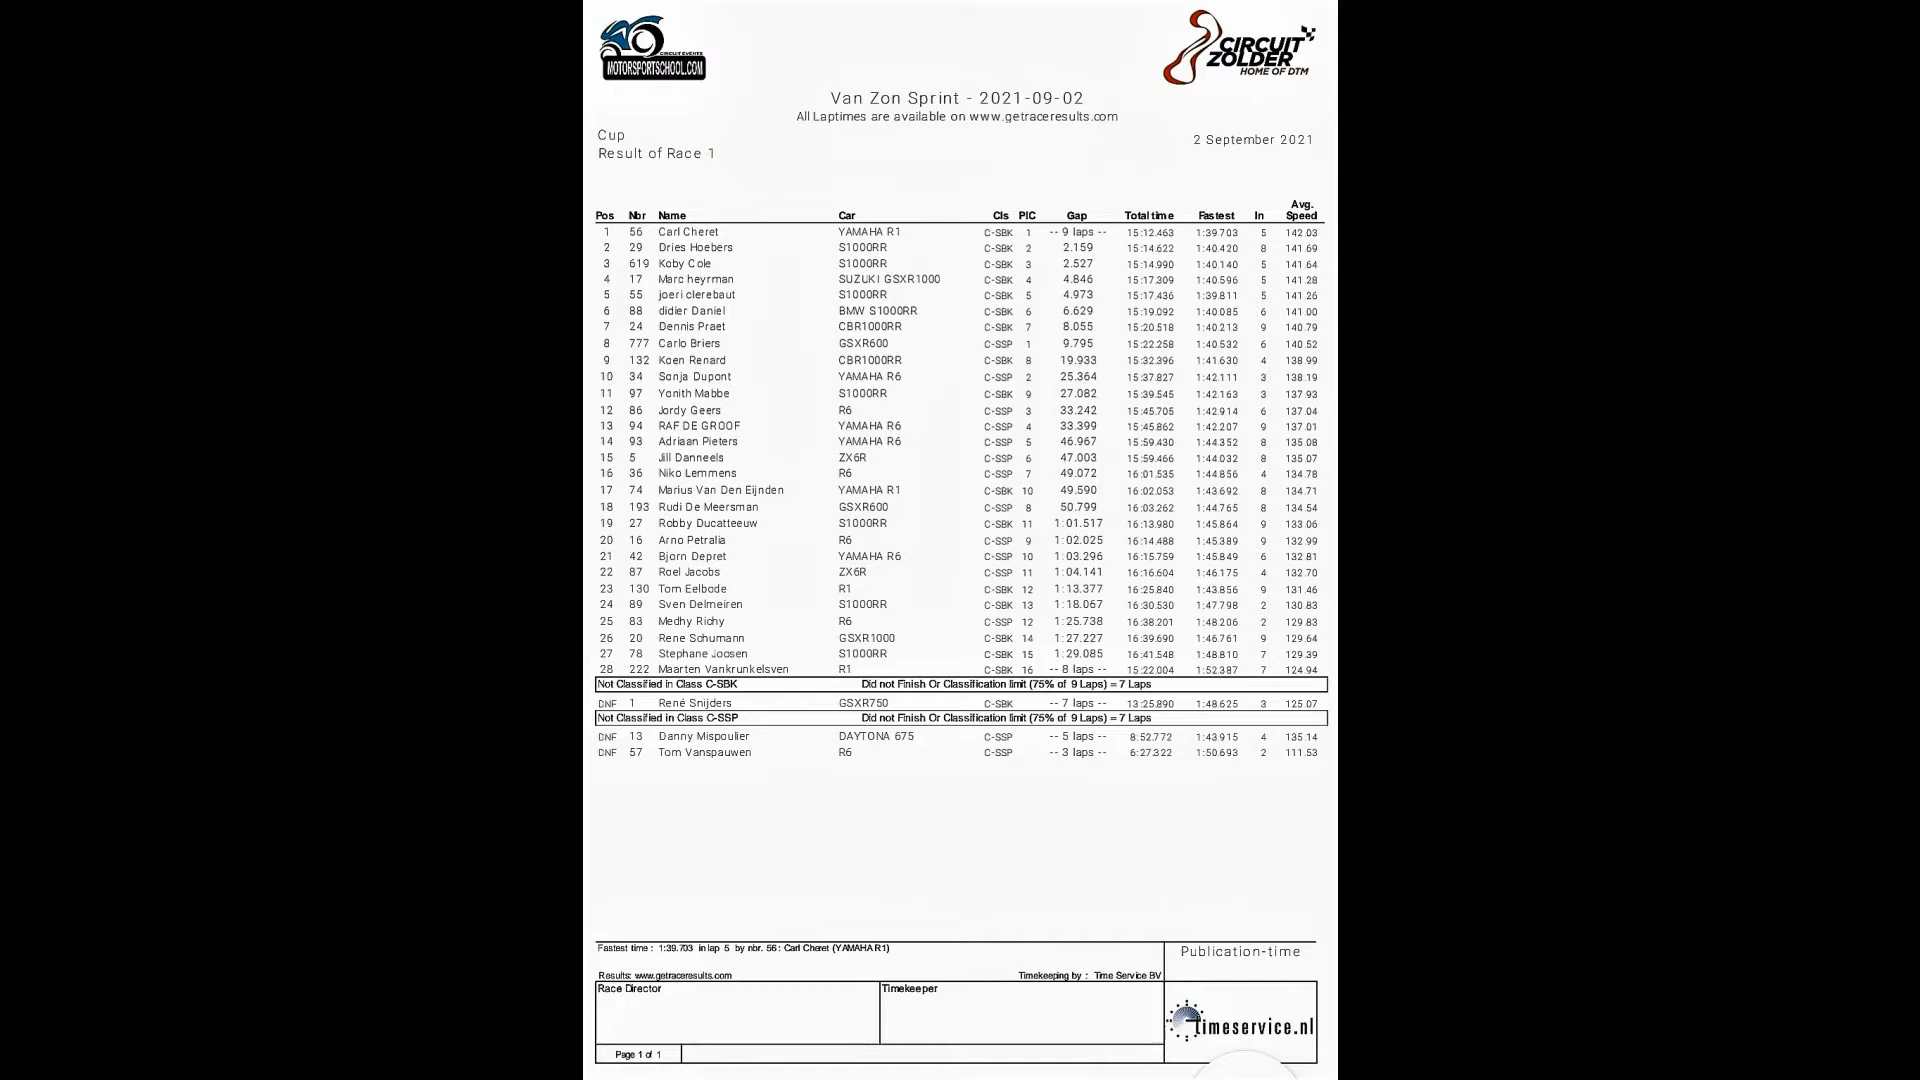 CIRCUIT EVENTS
MOTORSPORTSCHOOL.COM
CIRCUIT
ZOLDER
HOME OF DTM
Van Zon Sprint - 2021-09-02
All Laptimes are available on www.getraceresults.com
Cup
2 September 2021
Result of Race 1
Pos Nbr Name Car Cls PIC Gap Total time Fastest In Avg. Speed
1 56 Carl Cheret YAMAHA R1 C-SBK 1 -- 9 laps -- 15:12.463 1:39.703 5 142.03
2 29 Dries Hoebers S1000RR C-SBK 2 2.159 15:14.622 1:40.420 8 141.69
3 619 Koby Cole S1000RR C-SBK 3 2.527 15:14.990 1:40.140 5 141.64
4 17 Marc heyrman SUZUKI GSXR1000 C-SBK 4 4.846 15:17.309 1:40.596 5 141.28
5 55 joeri clerebaut S1000RR C-SBK 5 4.973 15:17.436 1:39.811 5 141.26
6 88 didier Daniel BMW S1000RR C-SBK 6 6.629 15:19.092 1:40.085 6 141.00
7 24 Dennis Praet CBR1000RR C-SBK 7 8.055 15:20.518 1:40.213 9 140.79
8 777 Carlo Briers GSXR600 C-SSP 1 9.795 15:22.258 1:40.532 6 140.52
9 132 Koen Renard CBR1000RR C-SBK 8 19.933 15:32.396 1:41.630 4 138.99
10 34 Sonja Dupont YAMAHA R6 C-SSP 2 25.364 15:37.827 1:42.111 3 138.19
11 97 Yonith Mabbe S1000RR C-SBK 9 27.082 15:39.545 1:42.163 3 137.93
12 86 Jordy Geers R6 C-SSP 3 33.242 15:45.705 1:42.914 6 137.04
13 94 RAF DE GROOF YAMAHA R6 C-SSP 4 33.399 15:45.862 1:42.207 9 137.01
14 93 Adriaan Pieters YAMAHA R6 C-SSP 5 46.967 15:59.430 1:44.352 8 135.08
15 5 Jill Danneels ZX6R C-SSP 6 47.003 15:59.466 1:44.032 8 135.07
16 36 Niko Lemmens R6 C-SSP 7 49.072 16:01.535 1:44.856 4 134.78
17 74 Marius Van Den Eijnden YAMAHA R1 C-SBK 10 49.590 16:02.053 1:43.692 8 134.71
18 193 Rudi De Meersman GSXR600 C-SSP 8 50.799 16:03.262 1:44.765 8 134.54
19 27 Robby Ducatteeuw S1000RR C-SBK 11 1:01.517 16:13.980 1:45.864 9 133.06
20 16 Arno Petralia R6 C-SSP 9 1:02.025 16:14.488 1:45.389 9 132.99
21 42 Bjorn Depret YAMAHA R6 C-SSP 10 1:03.296 16:15.759 1:45.849 6 132.81
22 87 Roel Jacobs ZX6R C-SSP 11 1:04.141 16:16.604 1:46.175 4 132.70
23 130 Tom Eelbode R1 C-SBK 12 1:13.377 16:25.840 1:43.856 9 131.46
24 89 Sven Delmeiren S1000RR C-SBK 13 1:18.067 16:30.530 1:47.798 2 130.83
25 83 Medhy Richy R6 C-SSP 12 1:25.738 16:38.201 1:48.206 2 129.83
26 20 Rene Schumann GSXR1000 C-SBK 14 1:27.227 16:39.690 1:46.761 9 129.64
27 78 Stephane Joosen S1000RR C-SBK 15 1:29.085 16:41.548 1:48.810 7 129.39
28 222 Maarten Vankrunkelsven R1 C-SBK 16 -- 8 laps -- 15:22.004 1:52.387 7 124.94
Not Classified in Class C-SBK Did not Finish Or Classification limit (75% of 9 Laps) = 7 Laps
DNF 1 René Snijders GSXR750 C-SBK -- 7 laps -- 13:25.890 1:48.625 3 125.07
Not Classified in Class C-SSP Did not Finish Or Classification limit (75% of 9 Laps) = 7 Laps
DNF 13 Danny Mispoulier DAYTONA 675 C-SSP -- 5 laps -- 8:52.772 1:43.915 4 135.14
DNF 57 Tom Vanspauwen R6 C-SSP -- 3 laps -- 6:27.322 1:50.693 2 111.53
Fastest time : 1:39.703 in lap 5 by nbr. 56 : Carl Cheret (YAMAHA R1)
Publication-time
Results: www.getraceresults.com Timekeeping by : Time Service BV
Race Director Timekeeper
timeservice.nl
Page 1 of 1